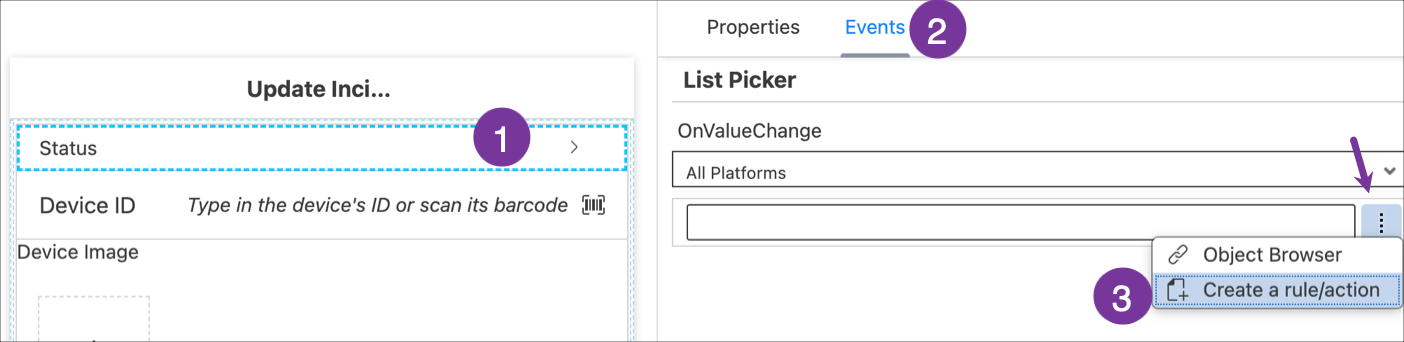 Update Inci...
Status
1
Device ID
Type in the device's ID or scan its barcode
Device Image
Properties
Events
2
List Picker
OnValueChange
All Platforms
Object Browser
3
Create a rule/action